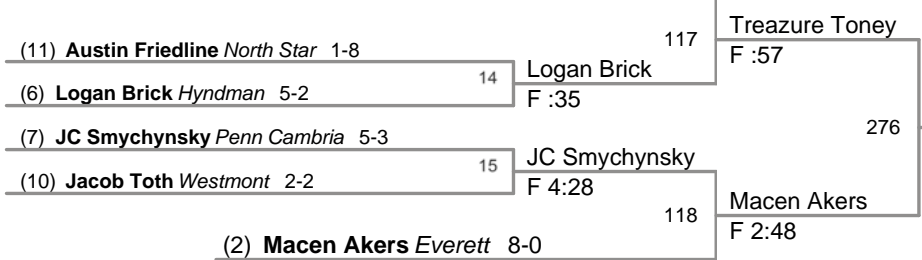 Treazure Toney
117
F :57
(11) Austin Friedline North Star 1-8
14
Logan Brick
(6) Logan Brick Hyndman 5-2
F :35
276
(7) JC Smychynsky Penn Cambria 5-3
15
JC Smychynsky
(10) Jacob Toth Westmont 2-2
F 4:28
118
Macen Akers
F 2:48
(2) Macen Akers Everett 8-0